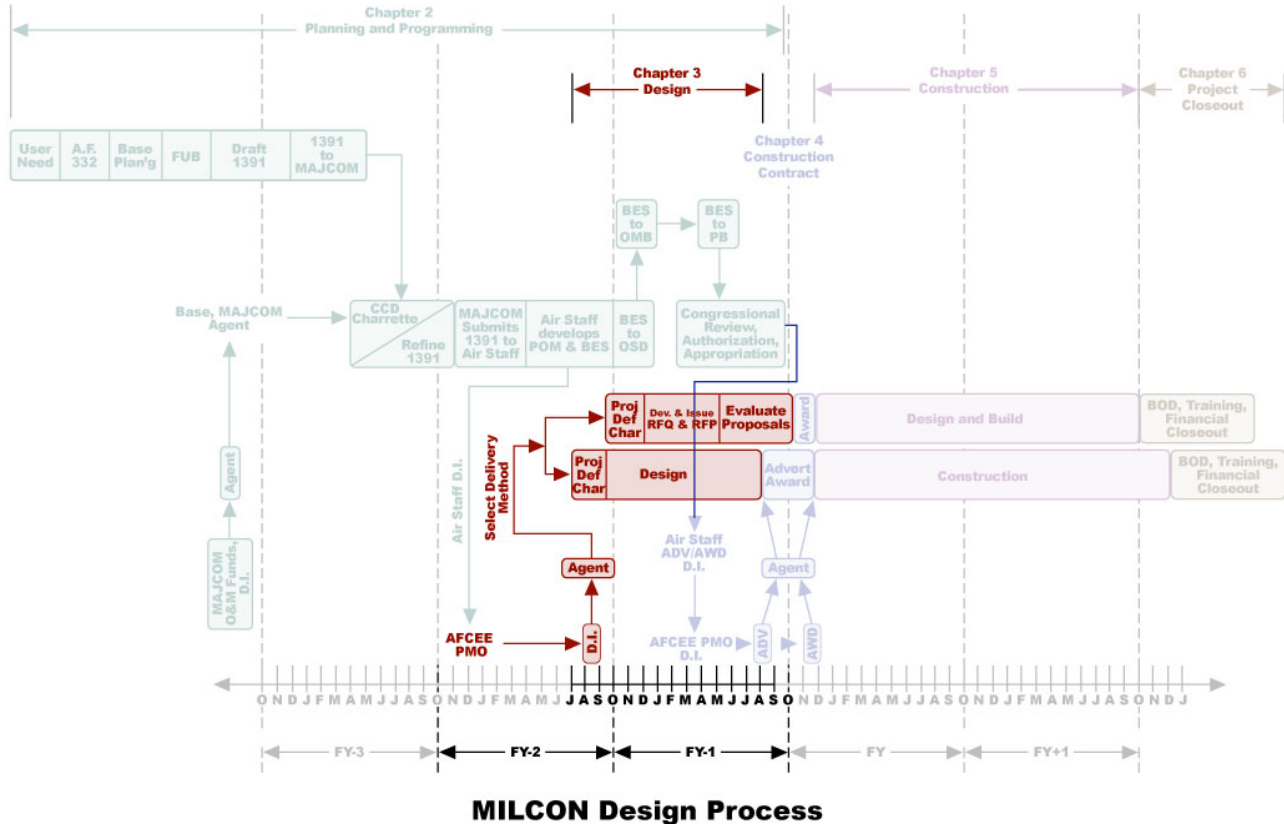 Chapter 2
Planning and Programming
Chapter 3
Design
Chapter 5
Construction
Chapter 6
Project
Closeout
Chapter 4
Construction
Contract
User
Need
A.F.
332
Base
Plan'g
FUB
Draft
1391
1391
to
MAJCOM
BES
to
OMB
BES
to
PB
Base, MAJCOM
Agent
CCD
Charrette
Refine
1391
MAJCOM
Submits
1391 to
Air Staff
Air Staff
develops
POM & BES
BES
to
OSD
Congressional
Review,
Authorization,
Appropriation
Proj
Def
Char
Dev. & Issue
RFQ & RFP
Evaluate
Proposals
Award
Design and Build
BOD, Training,
Financial
Closeout
Proj
Def
Char
Design
Advert
Award
Construction
BOD, Training,
Financial
Closeout
Agent
Air Staff D.I.
Select Delivery
Method
MAJCOM
O&M Funds,
D.I.
Air Staff
ADV/AWD
D.I.
Agent
Agent
AFCEE
PMO
D.I.
AFCEE PMO
D.I.
ADV
AWD
O N D J F M A M J J A S O N D J F M A M J J A S O N D J F M A M J J A S O N D J F M A M J J A S O N D J F M A M J J A S O N D J
FY-3
FY-2
FY-1
FY
FY+1
MILCON Design Process